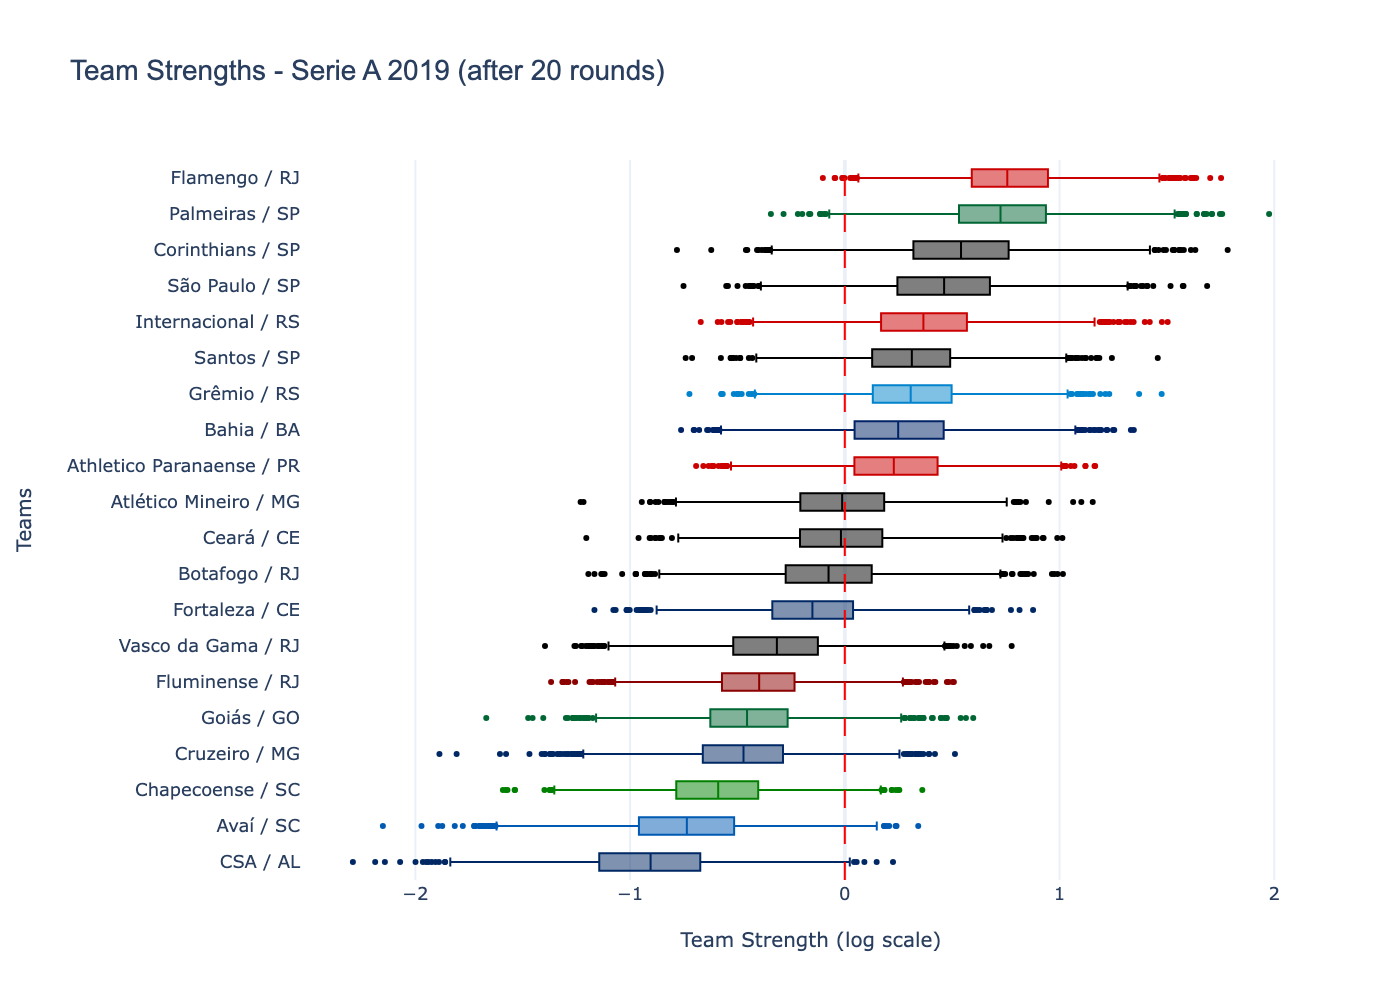 Team Strengths - Serie A 2019 (after 20 rounds)
Flamengo / RJ
Palmeiras / SP
Corinthians / SP
São Paulo / SP
Internacional / RS
Santos / SP
Grêmio / RS
Bahia / BA
Athletico Paranaense / PR
Atlético Mineiro / MG
Ceará / CE
Botafogo / RJ
Fortaleza / CE
Vasco da Gama / RJ
Fluminense / RJ
Goiás / GO
Cruzeiro / MG
Chapecoense / SC
Avaí / SC
CSA / AL
Teams
−2 −1 0 1 2
Team Strength (log scale)